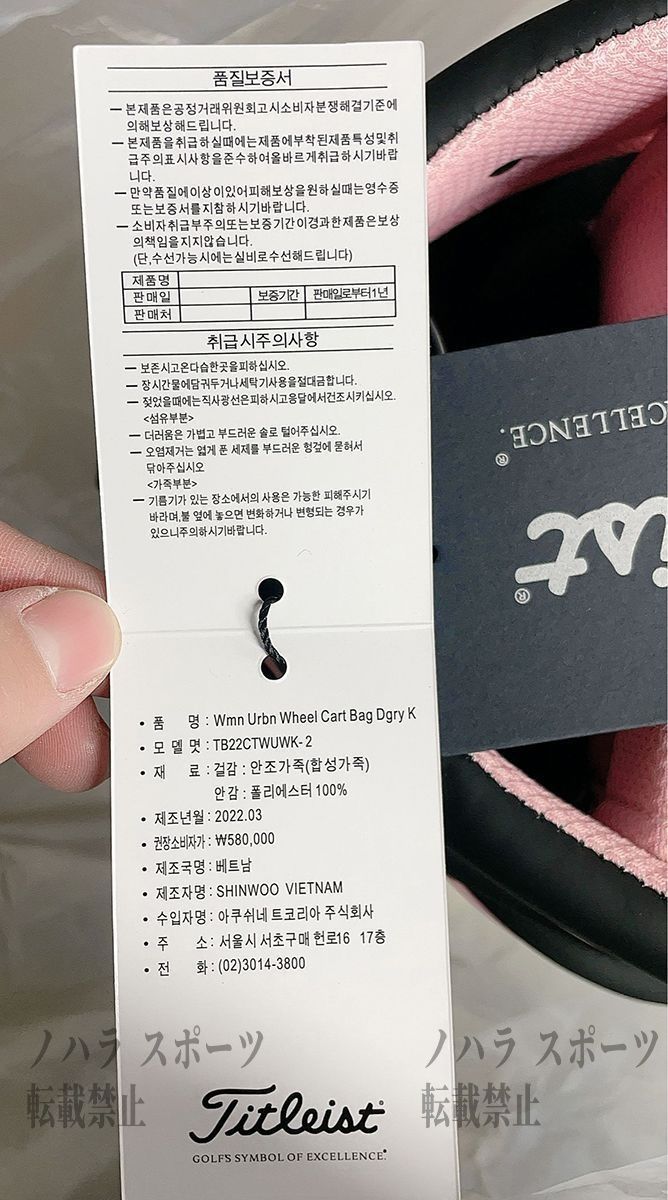 품질보증서
— 본제품은공정거래위원회고시소비자분쟁해결기준에
의해보상해드립니다.
— 본제품을취급하실때에는제품에부착된제품특성및취
급주의표시사항을준수하여올바르게취급하시기바랍
니다.
— 만약품질에이상이있어피해보상을원하실때는영수증
또는보증서를지참하시기바랍니다.
— 소비자취급부주의또는보증기간이경과한제품은보상
의책임을지지않습니다.
(단,수선가능시에는실비로수선해드립니다)
제품명
판매일 보증기간 판매일로부터1년
판매처
취급시주의사항
— 보존시고온다습한곳을피하십시오.
— 장시간물에담궈두거나세탁기사용을절대금합니다.
— 젖었을때에는직사광선은피하시고응달에서건조시키십시오.
<섬유부분>
— 더러움은 가볍고 부드러운 솔로 털어주십시오.
— 오염제거는 엷게 푼 세제를 부드러운 헝겊에 묻혀서
닦아주십시오
<가죽부분>
— 기름기가 있는 장소에서의 사용은 가능한 피해주시기
바라며,불 옆에 놓으면 변화하거나 변형되는 경우가
있으니주의하시기바랍니다.
• 품 명 : Wmn Urbn Wheel Cart Bag Dgry K
• 모 델 몃 : TB22CTWUWK-2
• 재 료 : 겉감 : 안조가족(합성가족)
안감 : 폴리에스터 100%
• 제조년월 : 2022.03
• 권장소비자가 : ₩580,000
• 제조국명 : 베트남
• 제조자명 : SHINWOO VIETNAM
• 수입자명 : 아쿠쉬네 트코리아 주식회사
• 주 소 : 서울시 서초구매 헌로16 17층
• 전 화 : (02)3014-3800
Titleist®
GOLF'S SYMBOL OF EXCELLENCE.®
CELLENCE.®
ist®
ノハラ スポーツ
転載禁止
ノハラ スポーツ
転載禁止